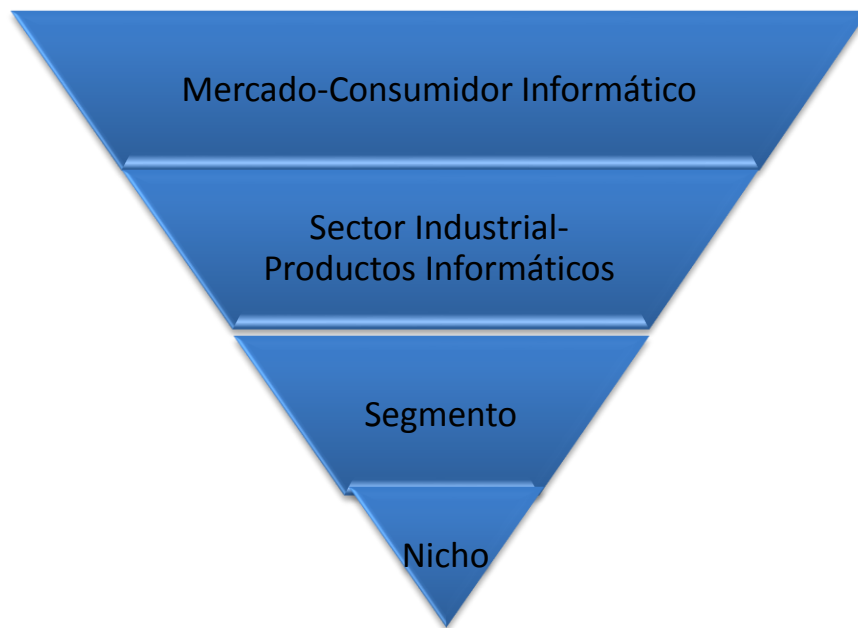 Mercado-Consumidor Informático
Sector Industrial-
Productos Informáticos
Segmento
Nicho